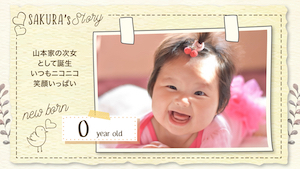 SAKURA's Story
山本家の次女
として誕生
いつもニコニコ
笑顔いっぱい
new born
0 year old